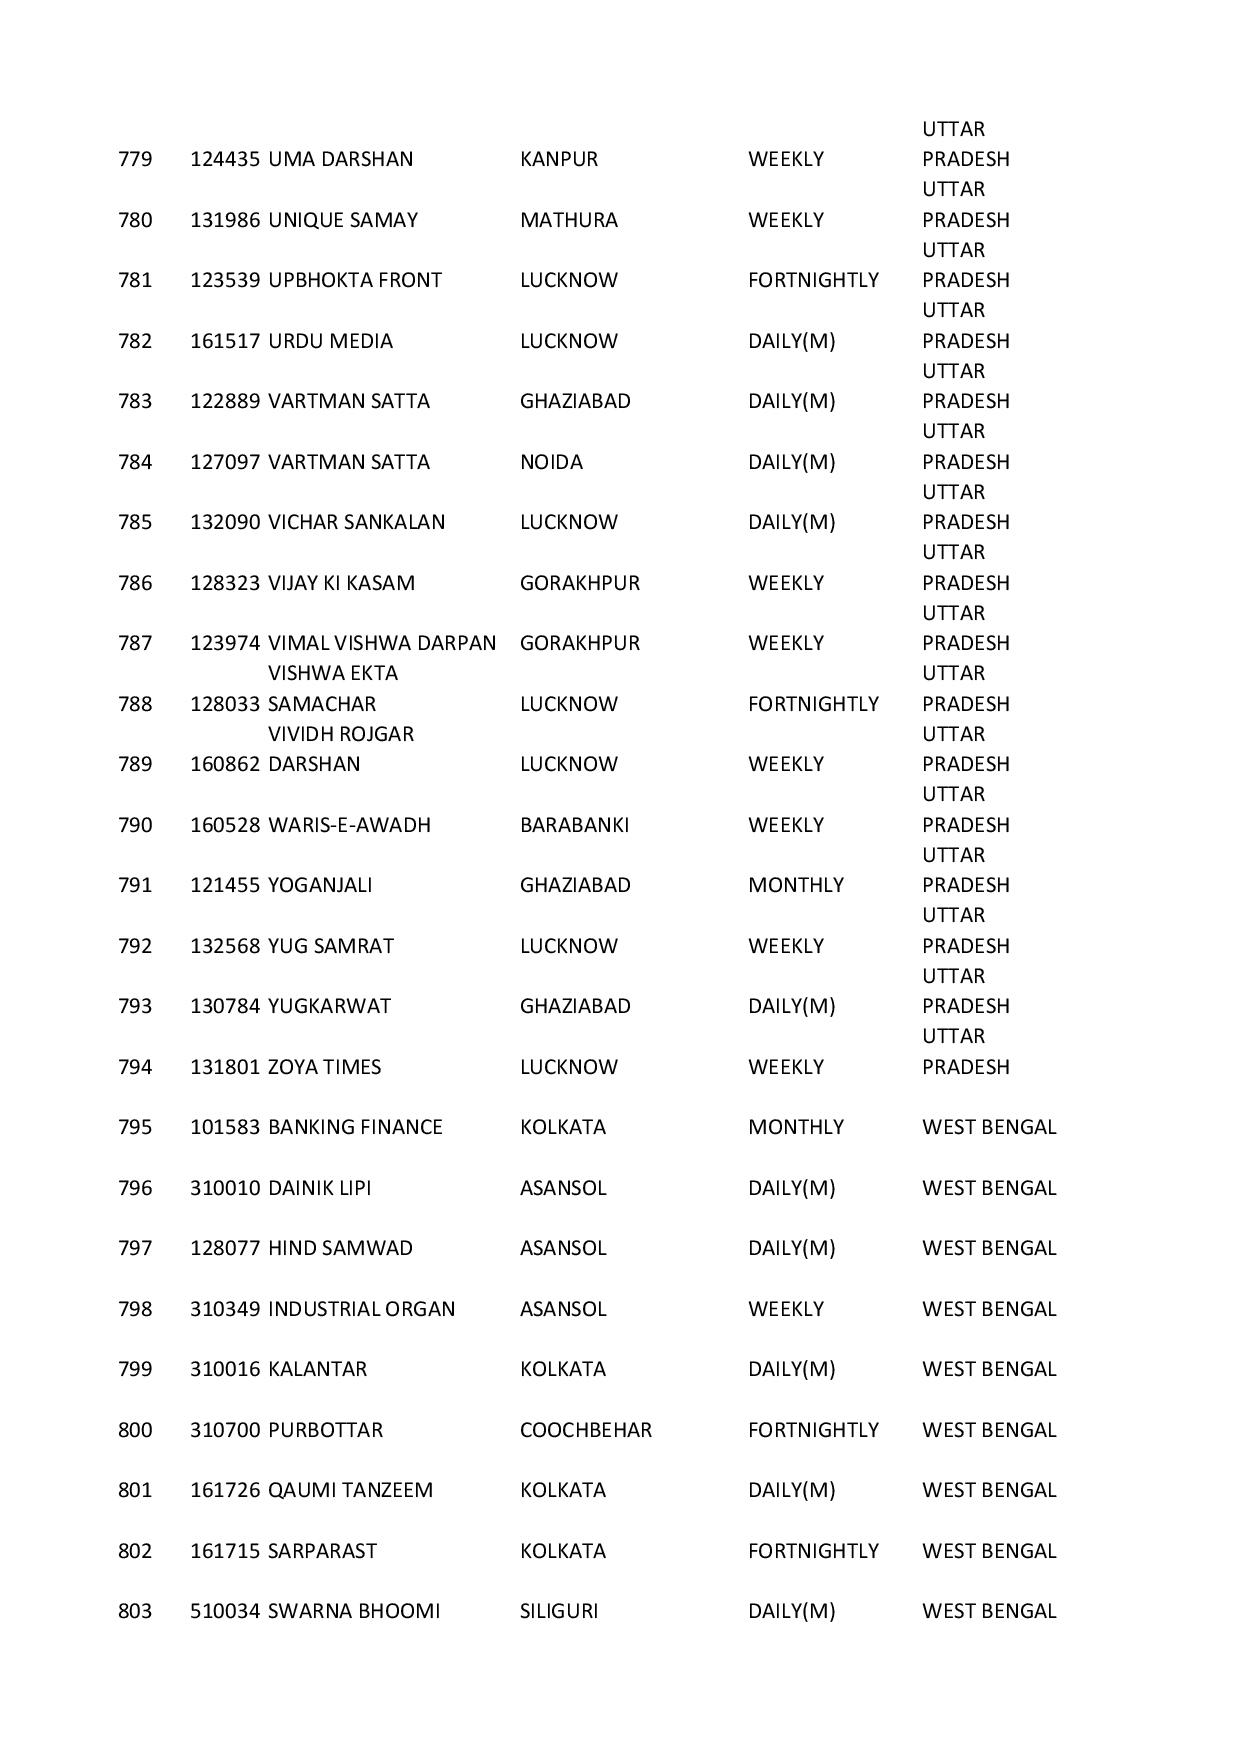 UTTAR
779 124435 UMA DARSHAN KANPUR WEEKLY PRADESH
UTTAR
780 131986 UNIQUE SAMAY MATHURA WEEKLY PRADESH
UTTAR
781 123539 UPBHOKTA FRONT LUCKNOW FORTNIGHTLY PRADESH
UTTAR
782 161517 URDU MEDIA LUCKNOW DAILY(M) PRADESH
UTTAR
783 122889 VARTMAN SATTA GHAZIABAD DAILY(M) PRADESH
UTTAR
784 127097 VARTMAN SATTA NOIDA DAILY(M) PRADESH
UTTAR
785 132090 VICHAR SANKALAN LUCKNOW DAILY(M) PRADESH
UTTAR
786 128323 VIJAY KI KASAM GORAKHPUR WEEKLY PRADESH
UTTAR
787 123974 VIMAL VISHWA DARPAN GORAKHPUR WEEKLY PRADESH
VISHWA EKTA UTTAR
788 128033 SAMACHAR LUCKNOW FORTNIGHTLY PRADESH
VIVIDH ROJGAR UTTAR
789 160862 DARSHAN LUCKNOW WEEKLY PRADESH
UTTAR
790 160528 WARIS-E-AWADH BARABANKI WEEKLY PRADESH
UTTAR
791 121455 YOGANJALI GHAZIABAD MONTHLY PRADESH
UTTAR
792 132568 YUG SAMRAT LUCKNOW WEEKLY PRADESH
UTTAR
793 130784 YUGKARWAT GHAZIABAD DAILY(M) PRADESH
UTTAR
794 131801 ZOYA TIMES LUCKNOW WEEKLY PRADESH
795 101583 BANKING FINANCE KOLKATA MONTHLY WEST BENGAL
796 310010 DAINIK LIPI ASANSOL DAILY(M) WEST BENGAL
797 128077 HIND SAMWAD ASANSOL DAILY(M) WEST BENGAL
798 310349 INDUSTRIAL ORGAN ASANSOL WEEKLY WEST BENGAL
799 310016 KALANTAR KOLKATA DAILY(M) WEST BENGAL
800 310700 PURBOTTAR COOCHBEHAR FORTNIGHTLY WEST BENGAL
801 161726 QAUMI TANZEEM KOLKATA DAILY(M) WEST BENGAL
802 161715 SARPARAST KOLKATA FORTNIGHTLY WEST BENGAL
803 510034 SWARNA BHOOMI SILIGURI DAILY(M) WEST BENGAL